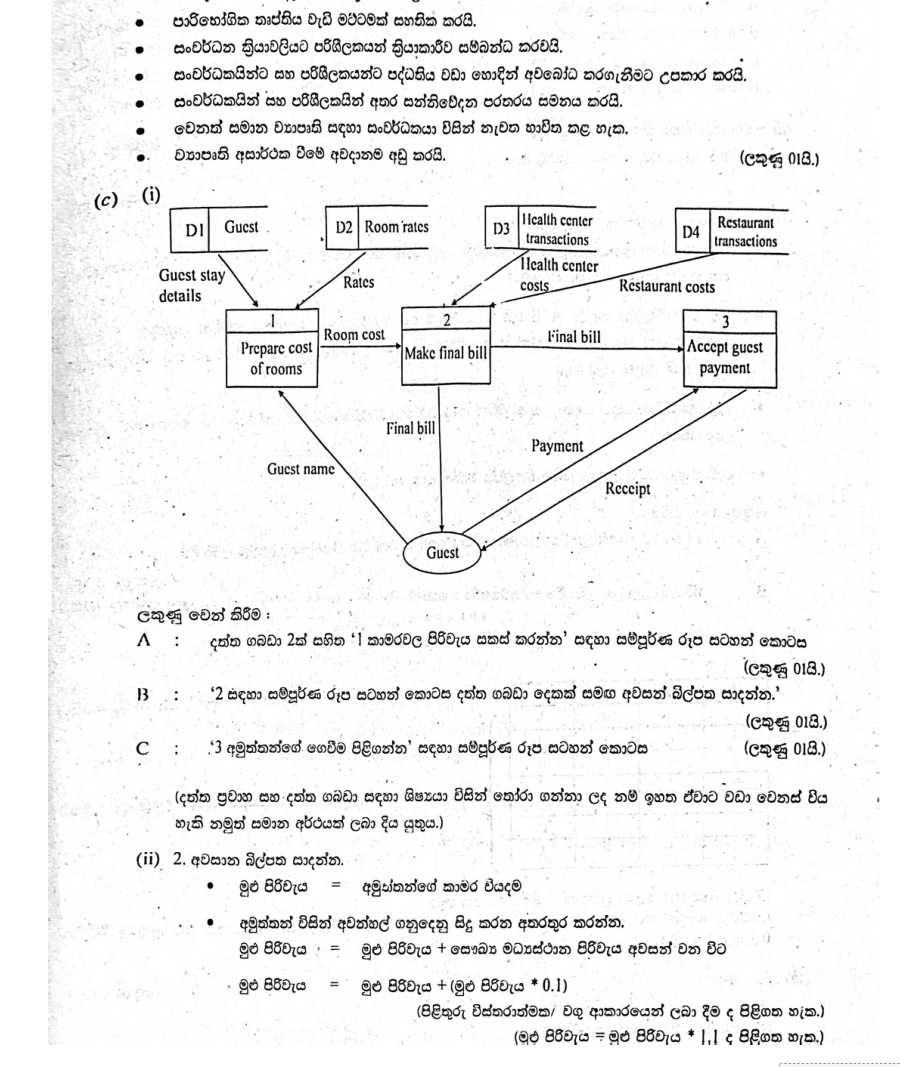 • පාරිභෝගික තෘප්තිය වැඩි මට්ටමක් සහතික කරයි.
• සංවර්ධන ක්‍රියාවලියට පරිශීලකයන් ක්‍රියාකාරීව සම්බන්ධ කරවයි.
• සංවර්ධකයින්ට සහ පරිශීලකයන්ට පද්ධතිය වඩා හොඳින් අවබෝධ කරගැනීමට උපකාර කරයි.
• සංවර්ධකයින් සහ පරිශීලකයින් අතර සන්නිවේදන පරතරය සමනය කරයි.
• වෙනත් සමාන ව්‍යාපෘති සඳහා සංවර්ධකයා විසින් නැවත භාවිත කළ හැක.
• ව්‍යාපෘති අසාර්ථක වීමේ අවදානම අඩු කරයි. (ලකුණු 01යි.)
(c) (i)
D1 Guest
D2 Room rates
D3 Health center transactions
D4 Restaurant transactions
Guest stay details
Rates
Health center costs
Restaurant costs
1
Prepare cost of rooms
Room cost
2
Make final bill
Final bill
3
Accept guest payment
Final bill
Guest name
Payment
Receipt
Guest
ලකුණු වෙන් කිරීම :
A : දත්ත ගබඩා 2ක් සහිත ‘1 කාමරවල පිරිවැය සකස් කරන්න’ සඳහා සම්පූර්ණ රූප සටහන් කොටස
(ලකුණු 01යි.)
B : ‘2 සඳහා සම්පූර්ණ රූප සටහන් කොටස දත්ත ගබඩා දෙකක් සමඟ අවසන් බිල්පත සාදන්න.’
(ලකුණු 01යි.)
C : ‘3 අමුත්තන්ගේ ගෙවීම පිළිගන්න’ සඳහා සම්පූර්ණ රූප සටහන් කොටස (ලකුණු 01යි.)
(දත්ත ප්‍රවාහ සහ දත්ත ගබඩා සඳහා ශිෂ්‍යයා විසින් තෝරා ගන්නා ලද නම් ඉහත ඒවාට වඩා වෙනස් විය
හැකි නමුත් සමාන අර්ථයක් ලබා දිය යුතුය.)
(ii) 2. අවසාන බිල්පත සාදන්න.
• මුළු පිරිවැය = අමුත්තන්ගේ කාමර වියදම
• අමුත්තන් විසින් අවන්හල් ගනුදෙනු සිදු කරන අතරතුර කරන්න.
මුළු පිරිවැය = මුළු පිරිවැය + සෞඛ්‍ය මධ්‍යස්ථාන පිරිවැය අවසන් වන විට
මුළු පිරිවැය = මුළු පිරිවැය + (මුළු පිරිවැය * 0.1)
(පිළිතුරු විස්තරාත්මක/ වගු ආකාරයෙන් ලබා දීම ද පිළිගත හැක.)
(මුළු පිරිවැය = මුළු පිරිවැය * 1.1 ද පිළිගත හැක.)